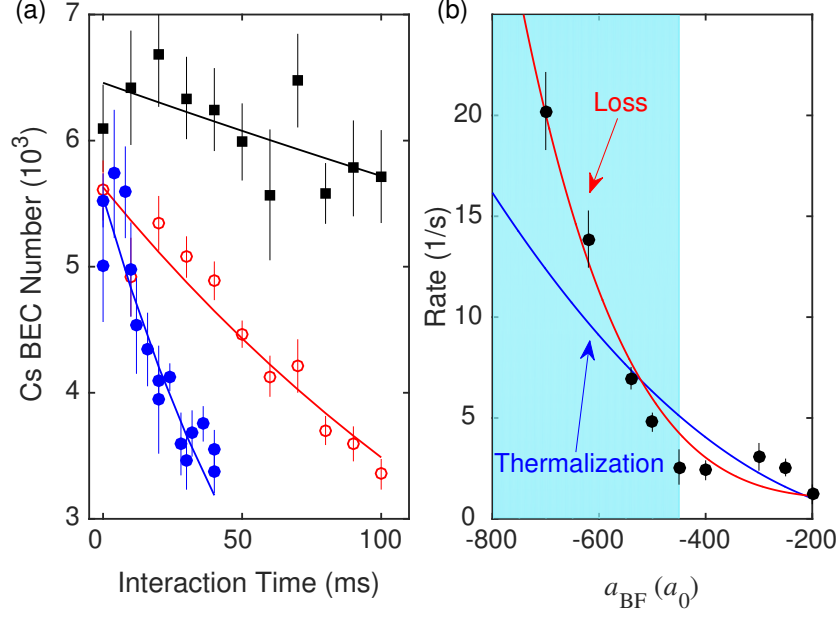 (a)
7
6
5
4
3
Cs BEC Number (10³)
0
50
100
Interaction Time (ms)
(b)
20
15
10
5
0
Rate (1/s)
Loss
Thermalization
-800
-600
-400
-200
a_BF (a_0)